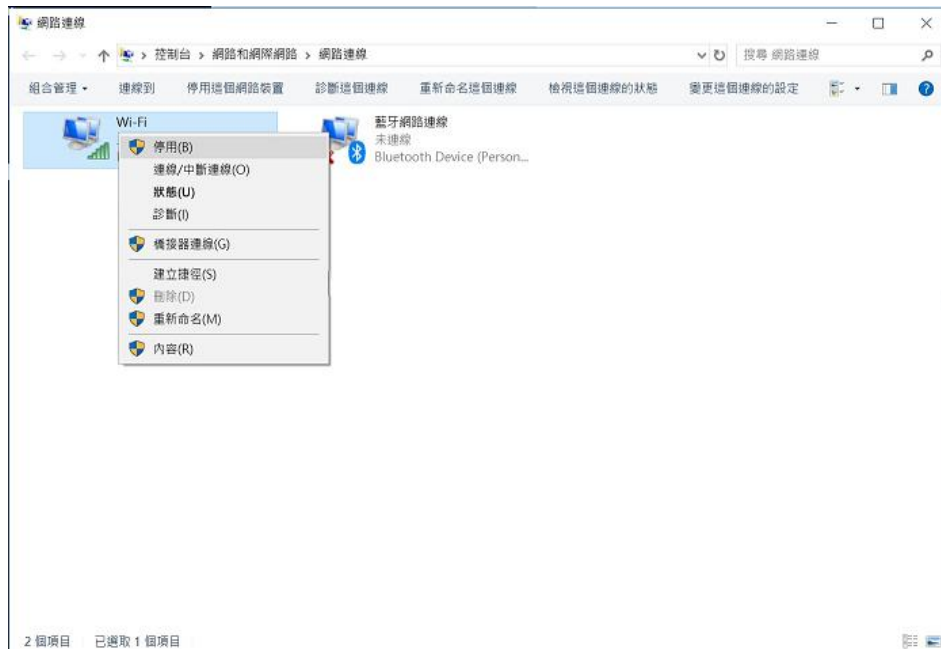 網路連線
控制台 › 網路和網際網路 › 網路連線
搜尋 網路連線
組合管理 連線到 停用這個網路裝置 診斷這個連線 重新命名這個連線 檢視這個連線的狀態 變更這個連線的設定
Wi-Fi
藍牙網路連線
未連線
Bluetooth Device (Person...
停用(B)
連線/中斷連線(O)
狀態(U)
診斷(I)
橋接器連線(G)
建立捷徑(S)
刪除(D)
重新命名(M)
內容(R)
2 個項目 已選取 1 個項目